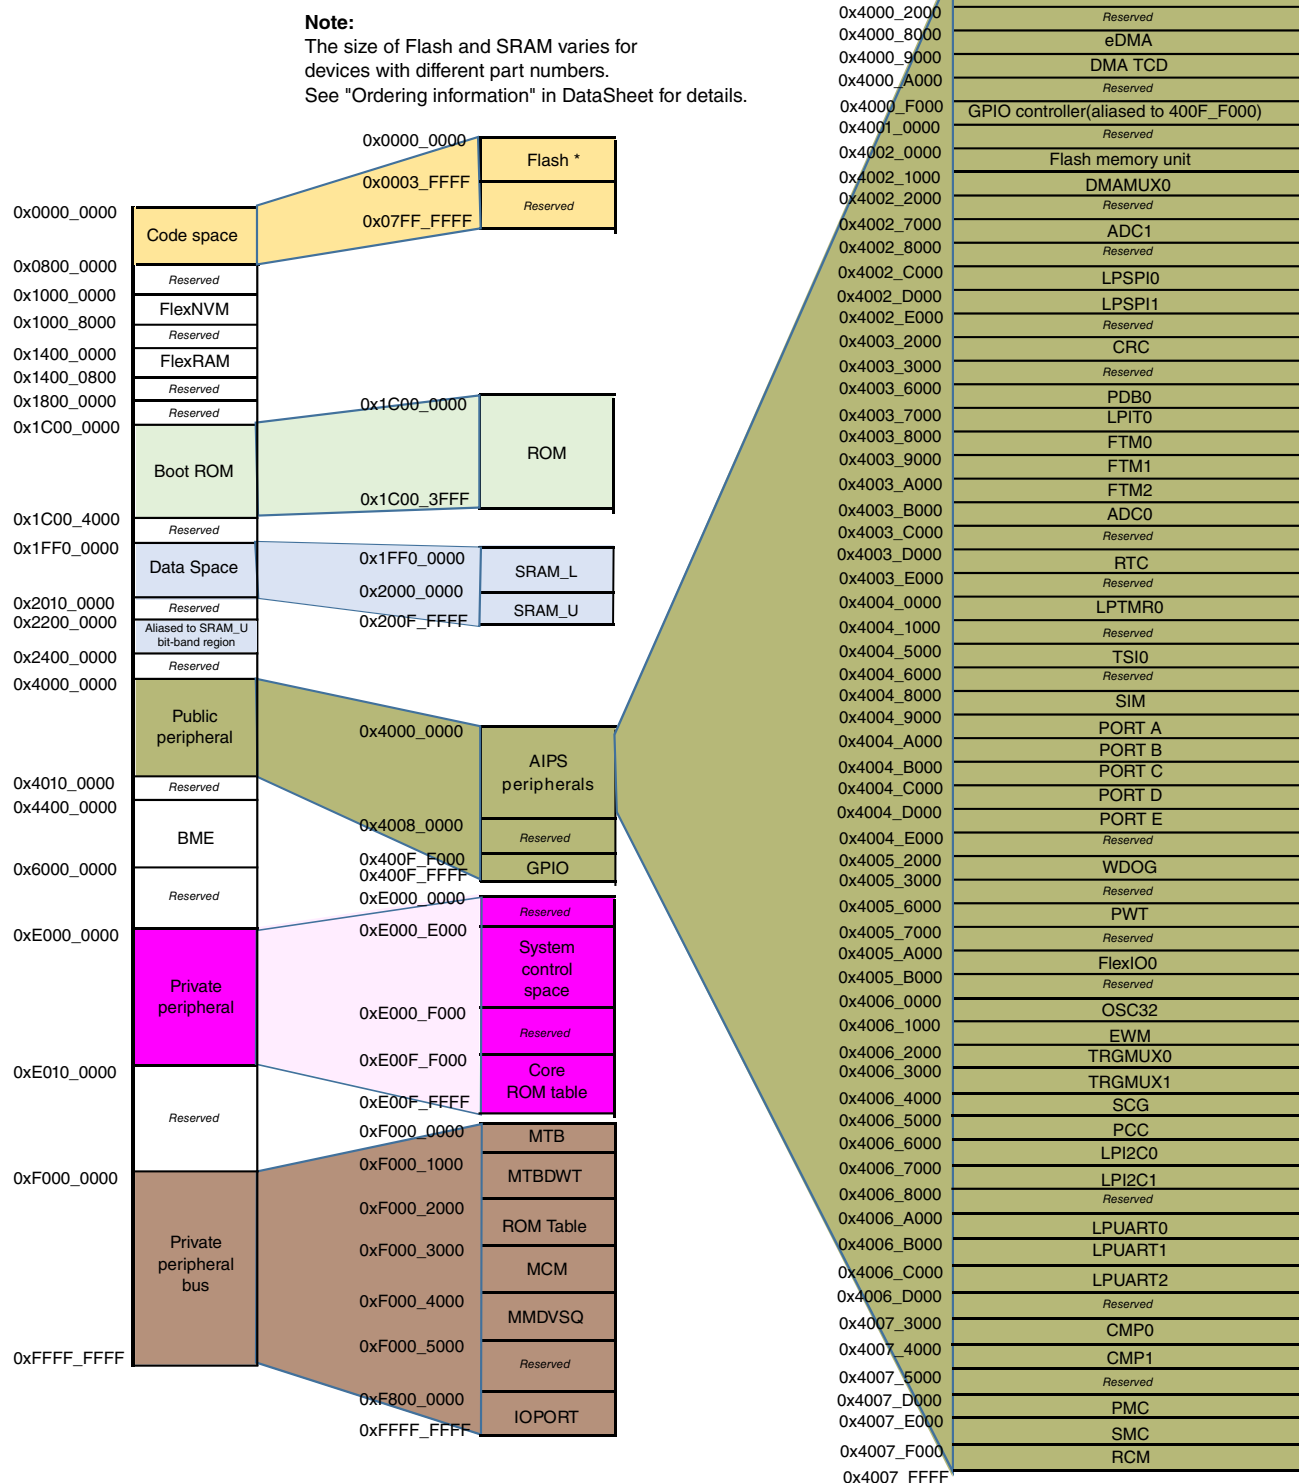 Note:
The size of Flash and SRAM varies for
devices with different part numbers.
See "Ordering information" in DataSheet for details.
0x0000_0000
Code space
0x0800_0000
Reserved
0x1000_0000
FlexNVM
0x1000_8000
Reserved
0x1400_0000
FlexRAM
0x1400_0800
Reserved
0x1800_0000
Reserved
0x1C00_0000
Boot ROM
0x1C00_4000
Reserved
0x1FF0_0000
Data Space
0x2010_0000
Reserved
0x2200_0000
Aliased to SRAM_U
bit-band region
0x2400_0000
Reserved
0x4000_0000
Public
peripheral
0x4010_0000
Reserved
0x4400_0000
BME
0x6000_0000
Reserved
0xE000_0000
Private
peripheral
0xE010_0000
Reserved
0xF000_0000
Private
peripheral
bus
0xFFFF_FFFF
0x0000_0000
Flash *
0x0003_FFFF
Reserved
0x07FF_FFFF
0x1C00_0000
ROM
0x1C00_3FFF
0x1FF0_0000
SRAM_L
0x2000_0000
SRAM_U
0x200F_FFFF
0x4000_0000
AIPS
peripherals
0x4008_0000
Reserved
0x400F_F000
GPIO
0x400F_FFFF
0xE000_0000
Reserved
0xE000_E000
System
control
space
0xE000_F000
Reserved
0xE00F_F000
Core
ROM table
0xE00F_FFFF
0xF000_0000
MTB
0xF000_1000
MTBDWT
0xF000_2000
ROM Table
0xF000_3000
MCM
0xF000_4000
MMDVSQ
0xF000_5000
Reserved
0xF800_0000
IOPORT
0xFFFF_FFFF
0x4000_2000
Reserved
0x4000_8000
eDMA
0x4000_9000
DMA TCD
0x4000_A000
Reserved
0x4000_F000
GPIO controller(aliased to 400F_F000)
0x4001_0000
Reserved
0x4002_0000
Flash memory unit
0x4002_1000
DMAMUX0
0x4002_2000
Reserved
0x4002_7000
ADC1
0x4002_8000
Reserved
0x4002_C000
LPSPI0
0x4002_D000
LPSPI1
0x4002_E000
Reserved
0x4003_2000
CRC
0x4003_3000
Reserved
0x4003_6000
PDB0
0x4003_7000
LPIT0
0x4003_8000
FTM0
0x4003_9000
FTM1
0x4003_A000
FTM2
0x4003_B000
ADC0
0x4003_C000
Reserved
0x4003_D000
RTC
0x4003_E000
Reserved
0x4004_0000
LPTMR0
0x4004_1000
Reserved
0x4004_5000
TSI0
0x4004_6000
Reserved
0x4004_8000
SIM
0x4004_9000
PORT A
0x4004_A000
PORT B
0x4004_B000
PORT C
0x4004_C000
PORT D
0x4004_D000
PORT E
0x4004_E000
Reserved
0x4005_2000
WDOG
0x4005_3000
Reserved
0x4005_6000
PWT
0x4005_7000
Reserved
0x4005_A000
FlexIO0
0x4005_B000
Reserved
0x4006_0000
OSC32
0x4006_1000
EWM
0x4006_2000
TRGMUX0
0x4006_3000
TRGMUX1
0x4006_4000
SCG
0x4006_5000
PCC
0x4006_6000
LPI2C0
0x4006_7000
LPI2C1
0x4006_8000
Reserved
0x4006_A000
LPUART0
0x4006_B000
LPUART1
0x4006_C000
LPUART2
0x4006_D000
Reserved
0x4007_3000
CMP0
0x4007_4000
CMP1
0x4007_5000
Reserved
0x4007_D000
PMC
0x4007_E000
SMC
0x4007_F000
RCM
0x4007_FFFF